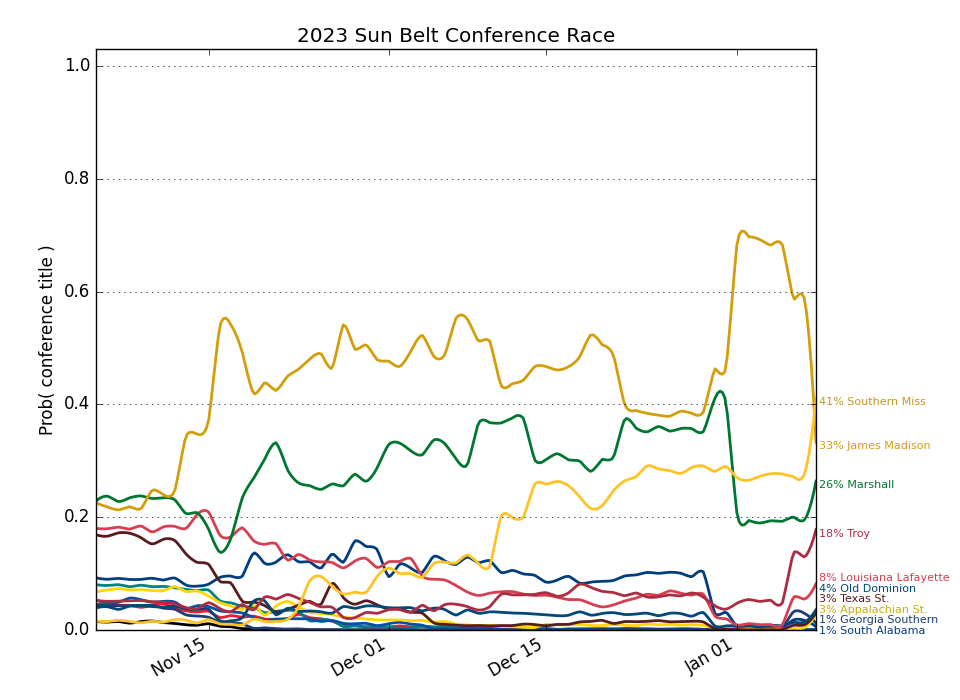 2023 Sun Belt Conference Race
Prob( conference title )
1.0
0.8
0.6
0.4
0.2
0.0
Nov 15
Dec 01
Dec 15
Jan 01
41% Southern Miss
33% James Madison
26% Marshall
18% Troy
8% Louisiana Lafayette
4% Old Dominion
3% Texas St.
3% Appalachian St.
1% Georgia Southern
1% South Alabama